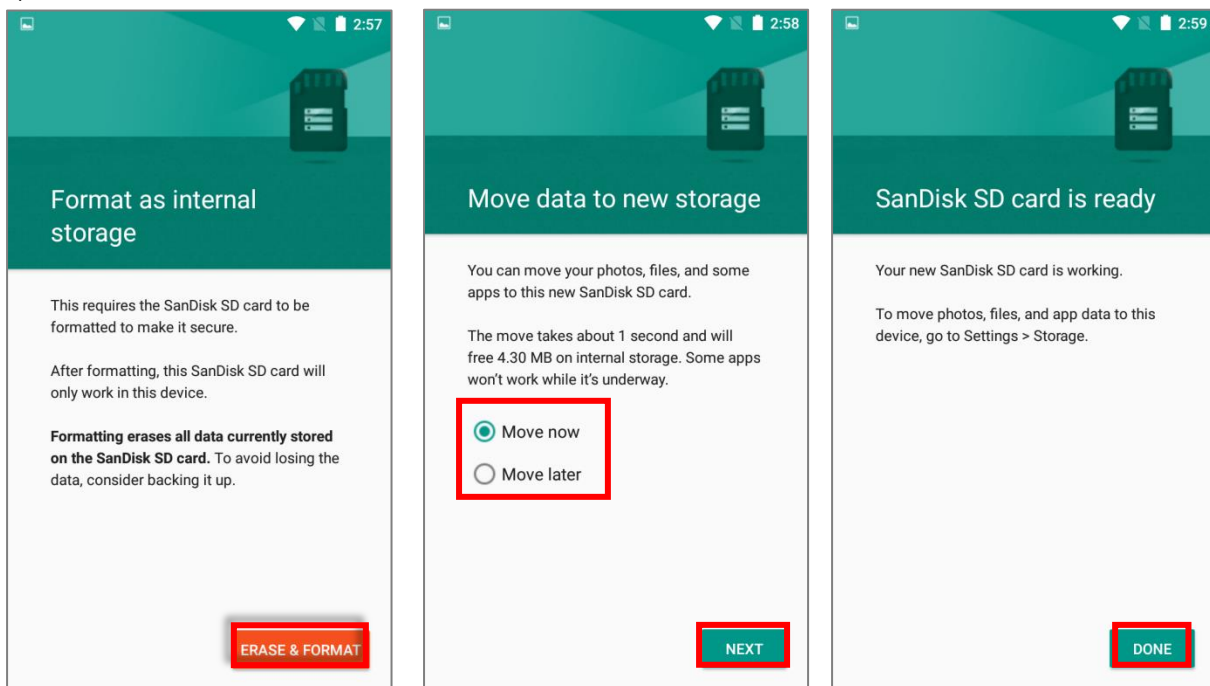 2:57
Format as internal
storage
This requires the SanDisk SD card to be
formatted to make it secure.
After formatting, this SanDisk SD card will
only work in this device.
Formatting erases all data currently stored
on the SanDisk SD card. To avoid losing the
data, consider backing it up.
ERASE & FORMAT
2:58
Move data to new storage
You can move your photos, files, and some
apps to this new SanDisk SD card.
The move takes about 1 second and will
free 4.30 MB on internal storage. Some apps
won't work while it's underway.
Move now
Move later
NEXT
2:59
SanDisk SD card is ready
Your new SanDisk SD card is working.
To move photos, files, and app data to this
device, go to Settings > Storage.
DONE